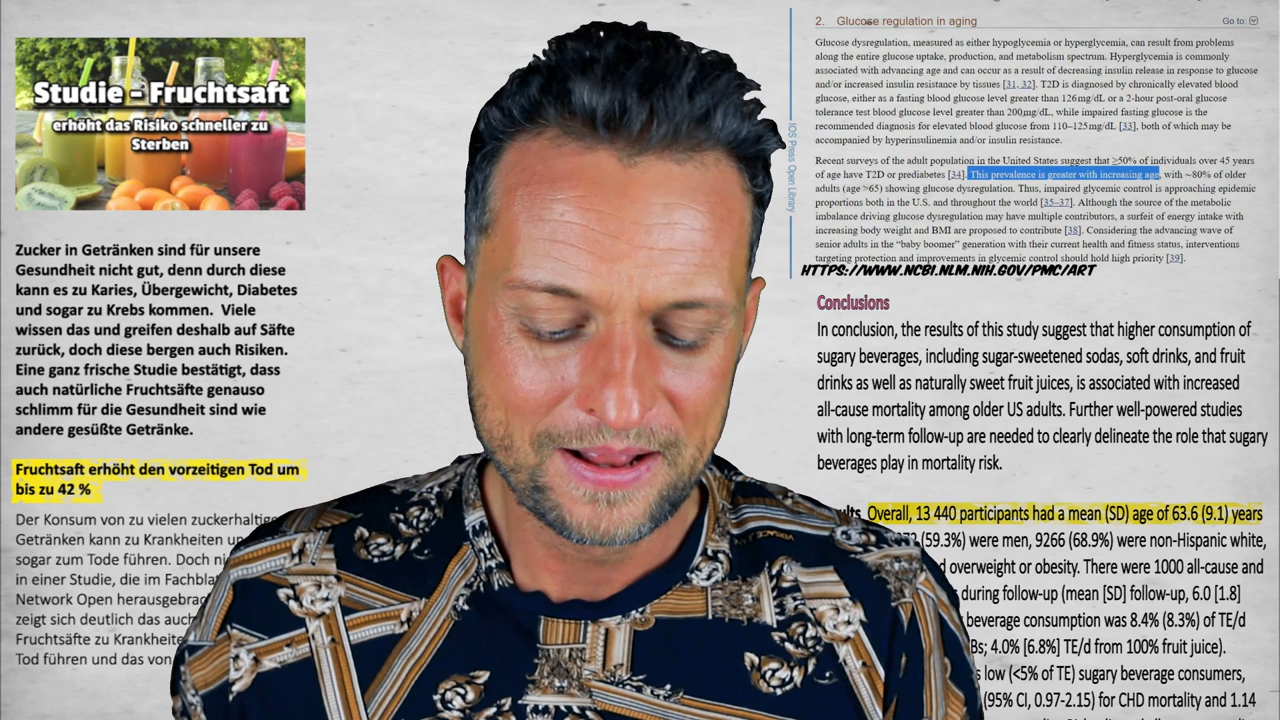 Studie - Fruchtsaft
erhöht das Risiko schneller zu
Sterben
Zucker in Getränken sind für unsere
Gesundheit nicht gut, denn durch diese
kann es zu Karies, Übergewicht, Diabetes
und sogar zu Krebs kommen. Viele
wissen das und greifen deshalb auf Säfte
zurück, doch diese bergen auch Risiken.
Eine ganz frische Studie bestätigt, dass
auch natürliche Fruchtsäfte genauso
schlimm für die Gesundheit sind wie
andere gesüßte Getränke.
Fruchtsaft erhöht den vorzeitigen Tod um
bis zu 42 %
Der Konsum von zu vielen zuckerhaltige
Getränken kann zu Krankheiten un
sogar zum Tode führen. Doch ni
in einer Studie, die im Fachbla
Network Open herausgebrac
zeigt sich deutlich das auch
Fruchtsäfte zu Krankheite
Tod führen und das von
2. Glucose regulation in aging
Go to:
Glucose dysregulation, measured as either hypoglycemia or hyperglycemia, can result from problems
along the entire glucose uptake, production, and metabolism spectrum. Hyperglycemia is commonly
associated with advancing age and can occur as a result of decreasing insulin release in response to glucose
and/or increased insulin resistance by tissues [31, 32]. T2D is diagnosed by chronically elevated blood
glucose, either as a fasting blood glucose level greater than 126 mg/dL or a 2-hour post-oral glucose
tolerance test blood glucose level greater than 200 mg/dL, while impaired fasting glucose is the
recommended diagnosis for elevated blood glucose from 110–125 mg/dL [33], both of which may be
accompanied by hyperinsulinemia and/or insulin resistance.
Recent surveys of the adult population in the United States suggest that ≥50% of individuals over 45 years
of age have T2D or prediabetes [34]. This prevalence is greater with increasing age, with ~80% of older
adults (age >65) showing glucose dysregulation. Thus, impaired glycemic control is approaching epidemic
proportions both in the U.S. and throughout the world [35–37]. Although the source of the metabolic
imbalance driving glucose dysregulation may have multiple contributors, a surfeit of energy intake with
increasing body weight and BMI are proposed to contribute [38]. Considering the advancing wave of
senior adults in the “baby boomer” generation with their current health and fitness status, interventions
targeting protection and improvements in glycemic control should hold high priority [39].
IOS Press Open Library
HTTPS://WWW.NCBI.NLM.NIH.GOV/PMC/ART
Conclusions
In conclusion, the results of this study suggest that higher consumption of
sugary beverages, including sugar-sweetened sodas, soft drinks, and fruit
drinks as well as naturally sweet fruit juices, is associated with increased
all-cause mortality among older US adults. Further well-powered studies
with long-term follow-up are needed to clearly delineate the role that sugary
beverages play in mortality risk.
ults Overall, 13 440 participants had a mean (SD) age of 63.6 (9.1) years
(59.3%) were men, 9266 (68.9%) were non-Hispanic white,
d overweight or obesity. There were 1000 all-cause and
during follow-up (mean [SD] follow-up, 6.0 [1.8]
beverage consumption was 8.4% (8.3%) of TE/d
Bs; 4.0% [6.8%] TE/d from 100% fruit juice).
s low (<5% of TE) sugary beverage consumers,
(95% CI, 0.97-2.15) for CHD mortality and 1.14